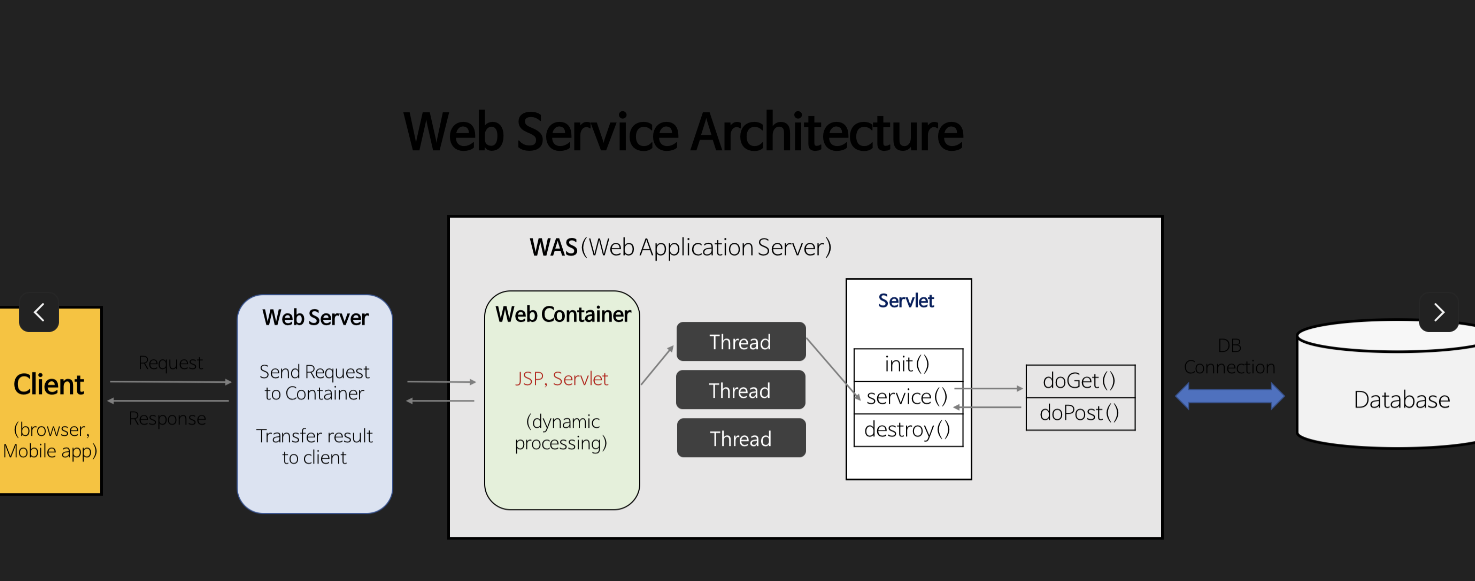 Web Service Architecture
WAS(Web Application Server)
Client
(browser,
Mobile app)
Request
Response
Web Server
Send Request
to Container
Transfer result
to client
Web Container
JSP, Servlet
(dynamic
processing)
Thread
Thread
Thread
Servlet
init()
service()
destroy()
doGet()
doPost()
DB
Connection
Database